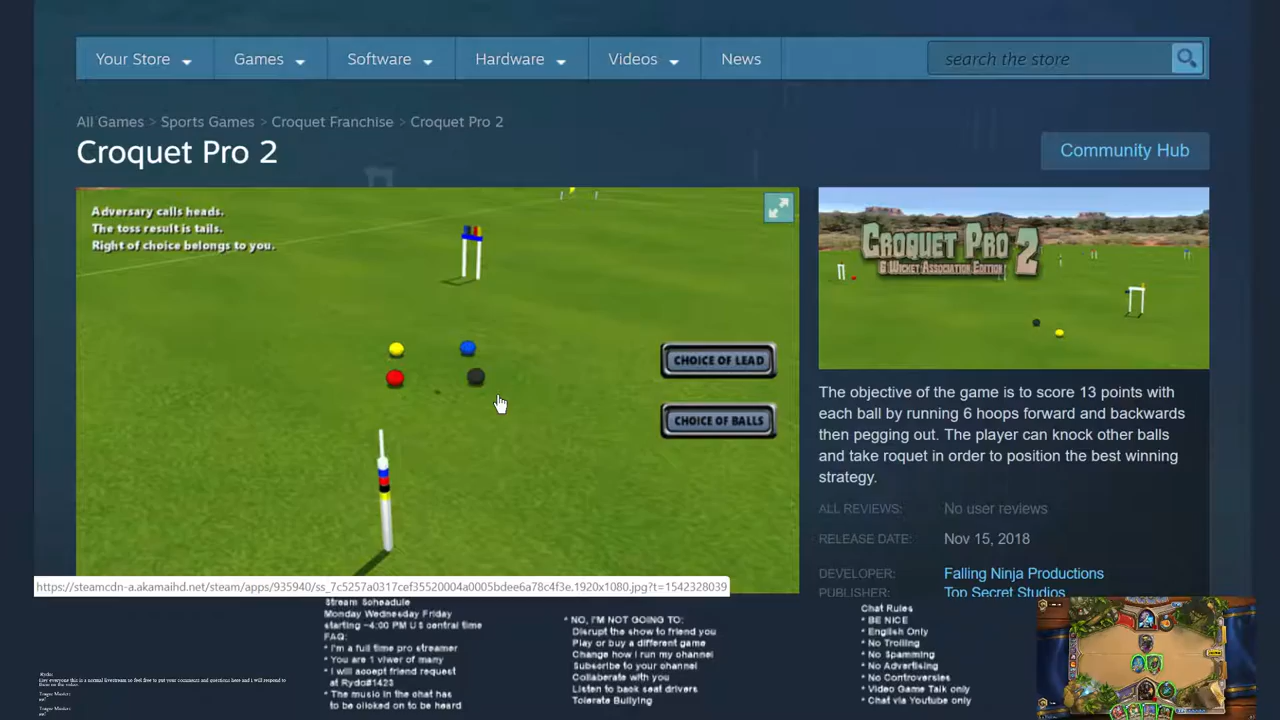 Your Store
Games
Software
Hardware
Videos
News
search the store
All Games > Sports Games > Croquet Franchise > Croquet Pro 2
Croquet Pro 2
Community Hub
Adversary calls heads.
The toss result is tails.
Right of choice belongs to you.
CHOICE OF LEAD
CHOICE OF BALLS
CROQUET PRO 2
6 WICKET ASSOCIATION EDITION
The objective of the game is to score 13 points with
each ball by running 6 hoops forward and backwards
then pegging out. The player can knock other balls
and take roquet in order to position the best winning
strategy.
ALL REVIEWS: No user reviews
RELEASE DATE: Nov 15, 2018
DEVELOPER: Falling Ninja Productions
PUBLISHER: Top Secret Studios
https://steamcdn-a.akamaihd.net/steam/apps/935940/ss_7c5257a0317cef35520004a0005bdee6a78c4f3e.1920x1080.jpg?t=1542328039
Stream Scheadule
Monday Wednesday Friday
starting ~4:00 PM US central time
FAQ:
* I'm a full time pro streamer
* You are 1 viwer of many
* I will accept friend request
at Rydo#1423
* The music in the chat has
to be clicked on to be heard
* NO, I'M NOT GOING TO:
Disrupt the show to friend you
Play or buy a different game
Change how I run my channel
Subscribe to your channel
Collaborate with you
Listen to back seat drivers
Tolerate Bullying
Chat Rules
* BE NICE
* English Only
* No Trolling
* No Spamming
* No Advertising
* No Controversies
* Video Game Talk only
* Chat via Youtube only